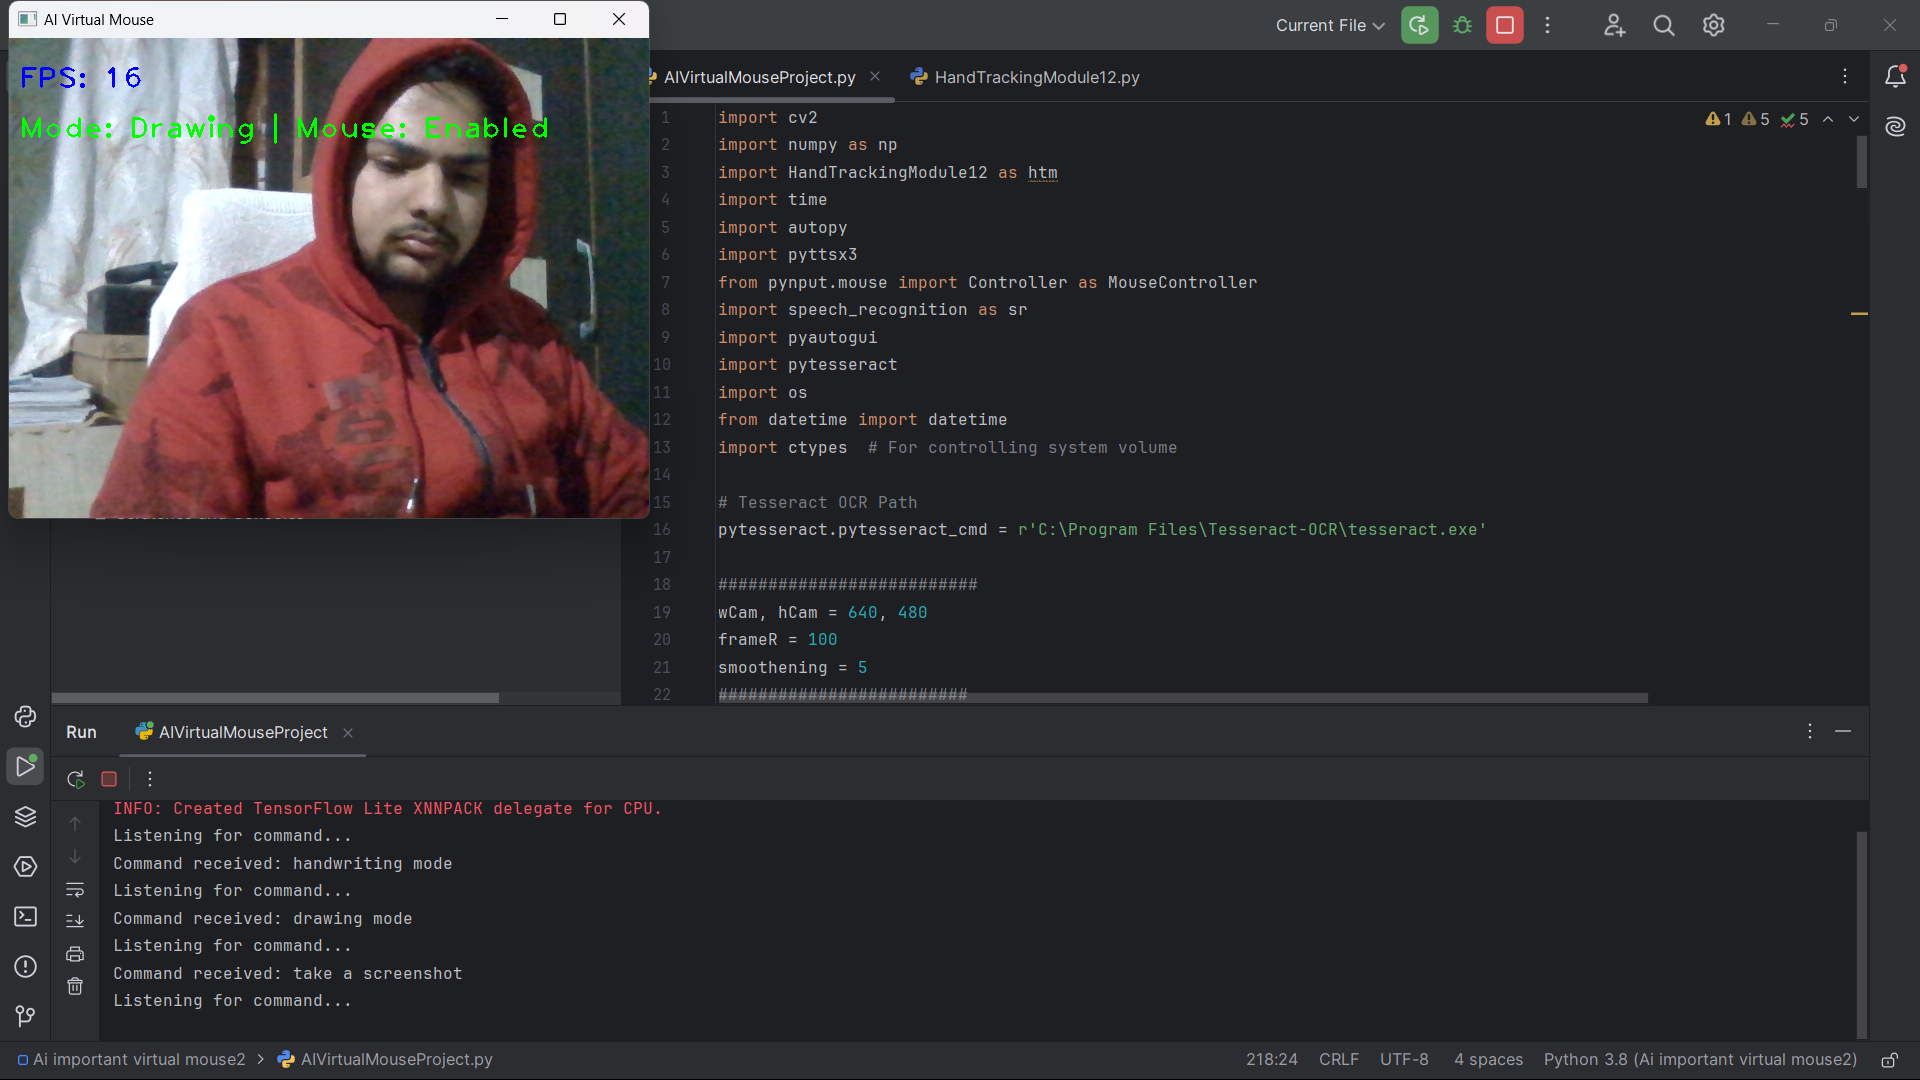 AI Virtual Mouse
FPS: 16
Mode: Drawing | Mouse: Enabled
Current File
AIVirtualMouseProject.py
HandTrackingModule12.py
1 5 5
1 import cv2
2 import numpy as np
3 import HandTrackingModule12 as htm
4 import time
5 import autopy
6 import pyttsx3
7 from pynput.mouse import Controller as MouseController
8 import speech_recognition as sr
9 import pyautogui
10 import pytesseract
11 import os
12 from datetime import datetime
13 import ctypes  # For controlling system volume
14
15 # Tesseract OCR Path
16 pytesseract.pytesseract_cmd = r'C:\Program Files\Tesseract-OCR\tesseract.exe'
17
18 ##########################
19 wCam, hCam = 640, 480
20 frameR = 100
21 smoothening = 5
22 #########################
Run
AIVirtualMouseProject
INFO: Created TensorFlow Lite XNNPACK delegate for CPU.
Listening for command...
Command received: handwriting mode
Listening for command...
Command received: drawing mode
Listening for command...
Command received: take a screenshot
Listening for command...
Ai important virtual mouse2 > AIVirtualMouseProject.py
218:24 CRLF UTF-8 4 spaces Python 3.8 (Ai important virtual mouse2)